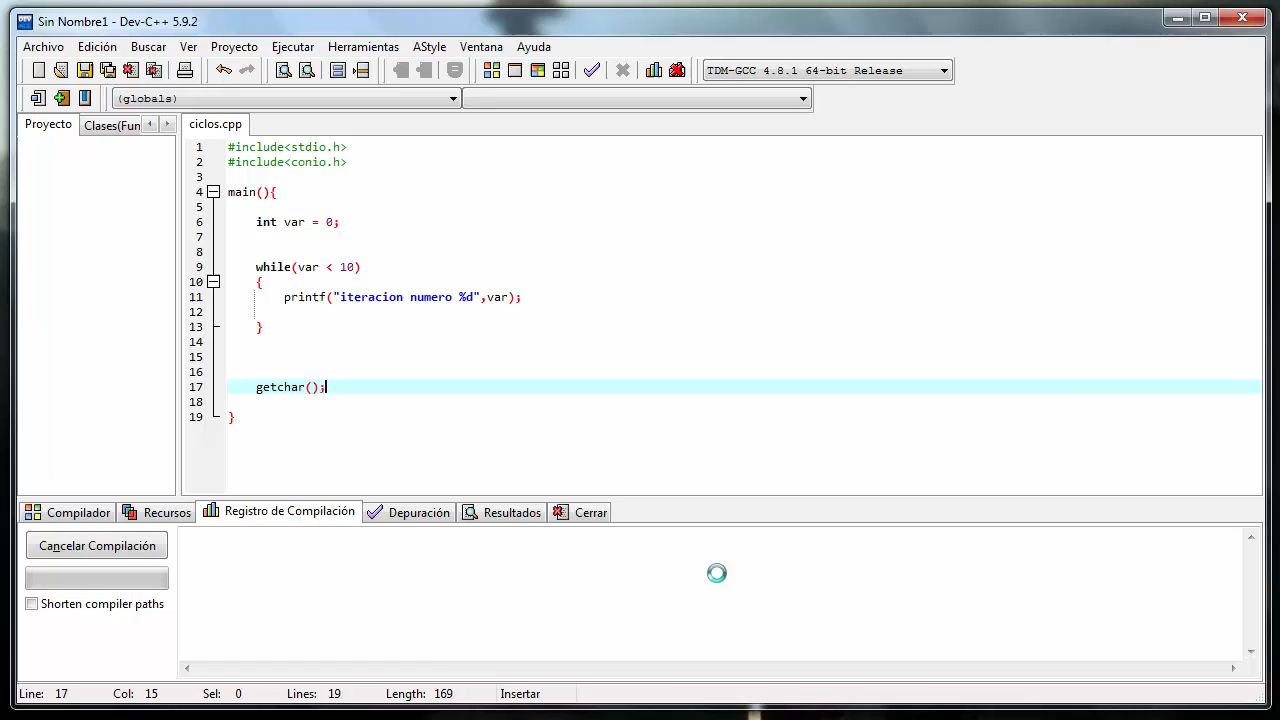 Sin Nombre1 - Dev-C++ 5.9.2
Archivo Edición Buscar Ver Proyecto Ejecutar Herramientas AStyle Ventana Ayuda
TDM-GCC 4.8.1 64-bit Release
(globals)
Proyecto Clases(Fun ciclos.cpp
1 #include<stdio.h>
2 #include<conio.h>
3
4 main(){
5
6 int var = 0;
7
8
9 while(var < 10)
10 {
11 printf("iteracion numero %d",var);
12
13 }
14
15
16
17 getchar();
18
19 }
Compilador Recursos Registro de Compilación Depuración Resultados Cerrar
Cancelar Compilación
Shorten compiler paths
Line: 17 Col: 15 Sel: 0 Lines: 19 Length: 169 Insertar